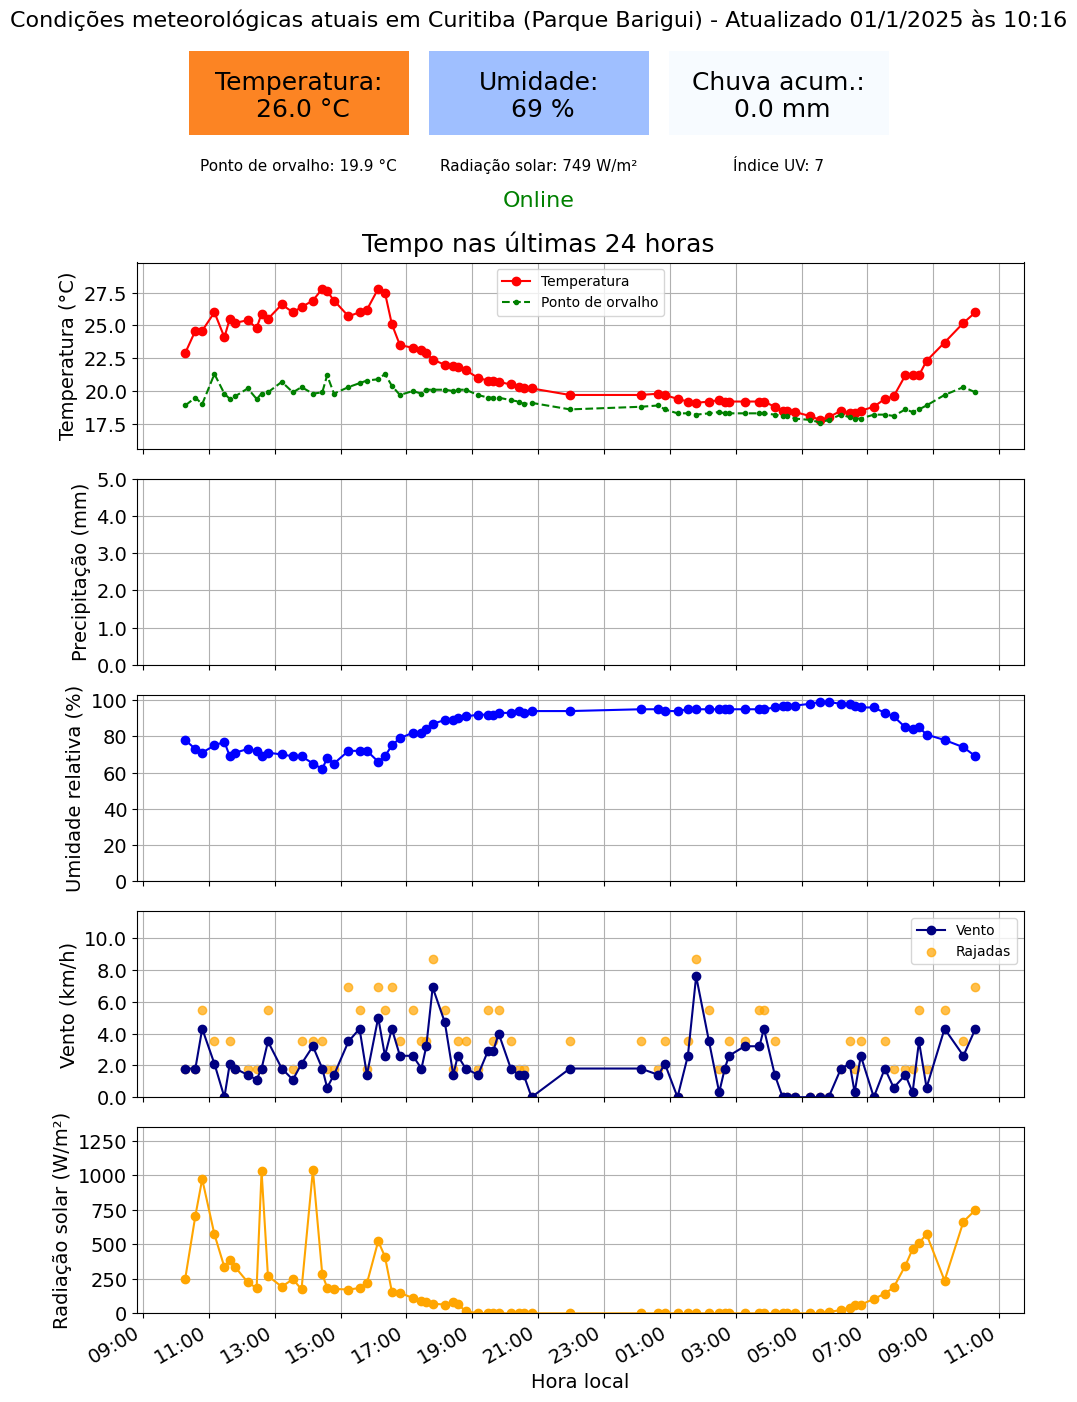 Condições meteorológicas atuais em Curitiba (Parque Barigui) - Atualizado 01/1/2025 às 10:16
Temperatura:
26.0 °C
Umidade:
69 %
Chuva acum.:
0.0 mm
Ponto de orvalho: 19.9 °C
Radiação solar: 749 W/m²
Índice UV: 7
Online
Tempo nas últimas 24 horas
Temperatura (°C)
27.5
25.0
22.5
20.0
17.5
Temperatura
Ponto de orvalho
Precipitação (mm)
5.0
4.0
3.0
2.0
1.0
0.0
Umidade relativa (%)
100
80
60
40
20
0
Vento (km/h)
10.0
8.0
6.0
4.0
2.0
0.0
Vento
Rajadas
Radiação solar (W/m²)
1250
1000
750
500
250
0
09:00
11:00
13:00
15:00
17:00
19:00
21:00
23:00
01:00
03:00
05:00
07:00
09:00
11:00
Hora local